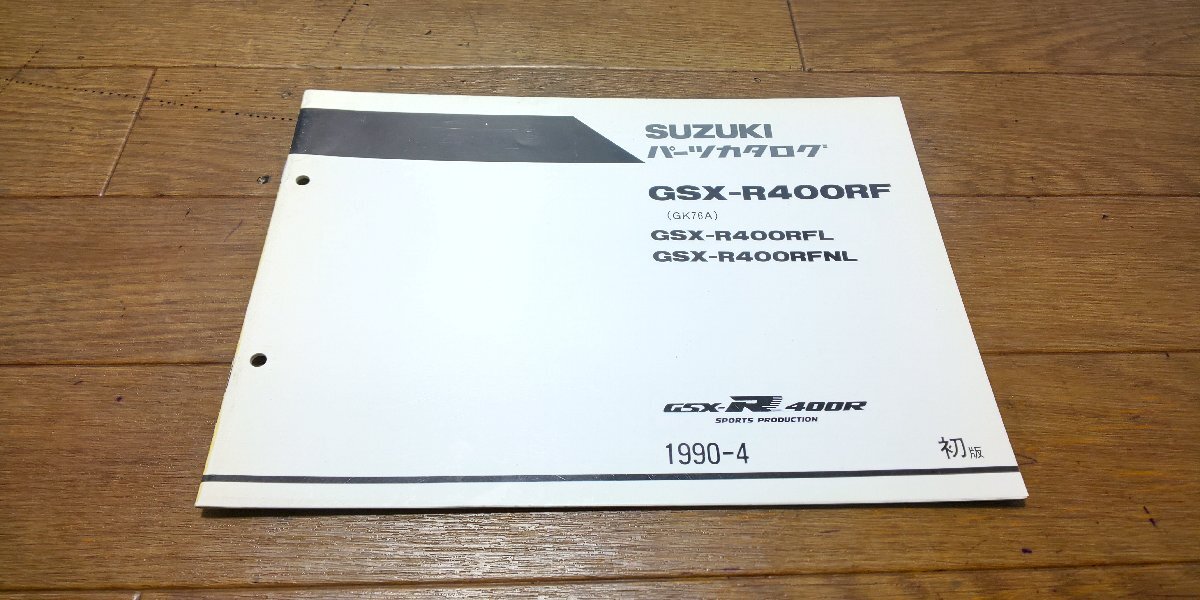 SUZUKI
パーツカタログ
GSX-R400RF
(GK76A)
GSX-R400RFL
GSX-R400RFNL
GSX-R 400R
SPORTS PRODUCTION
1990-4
初版